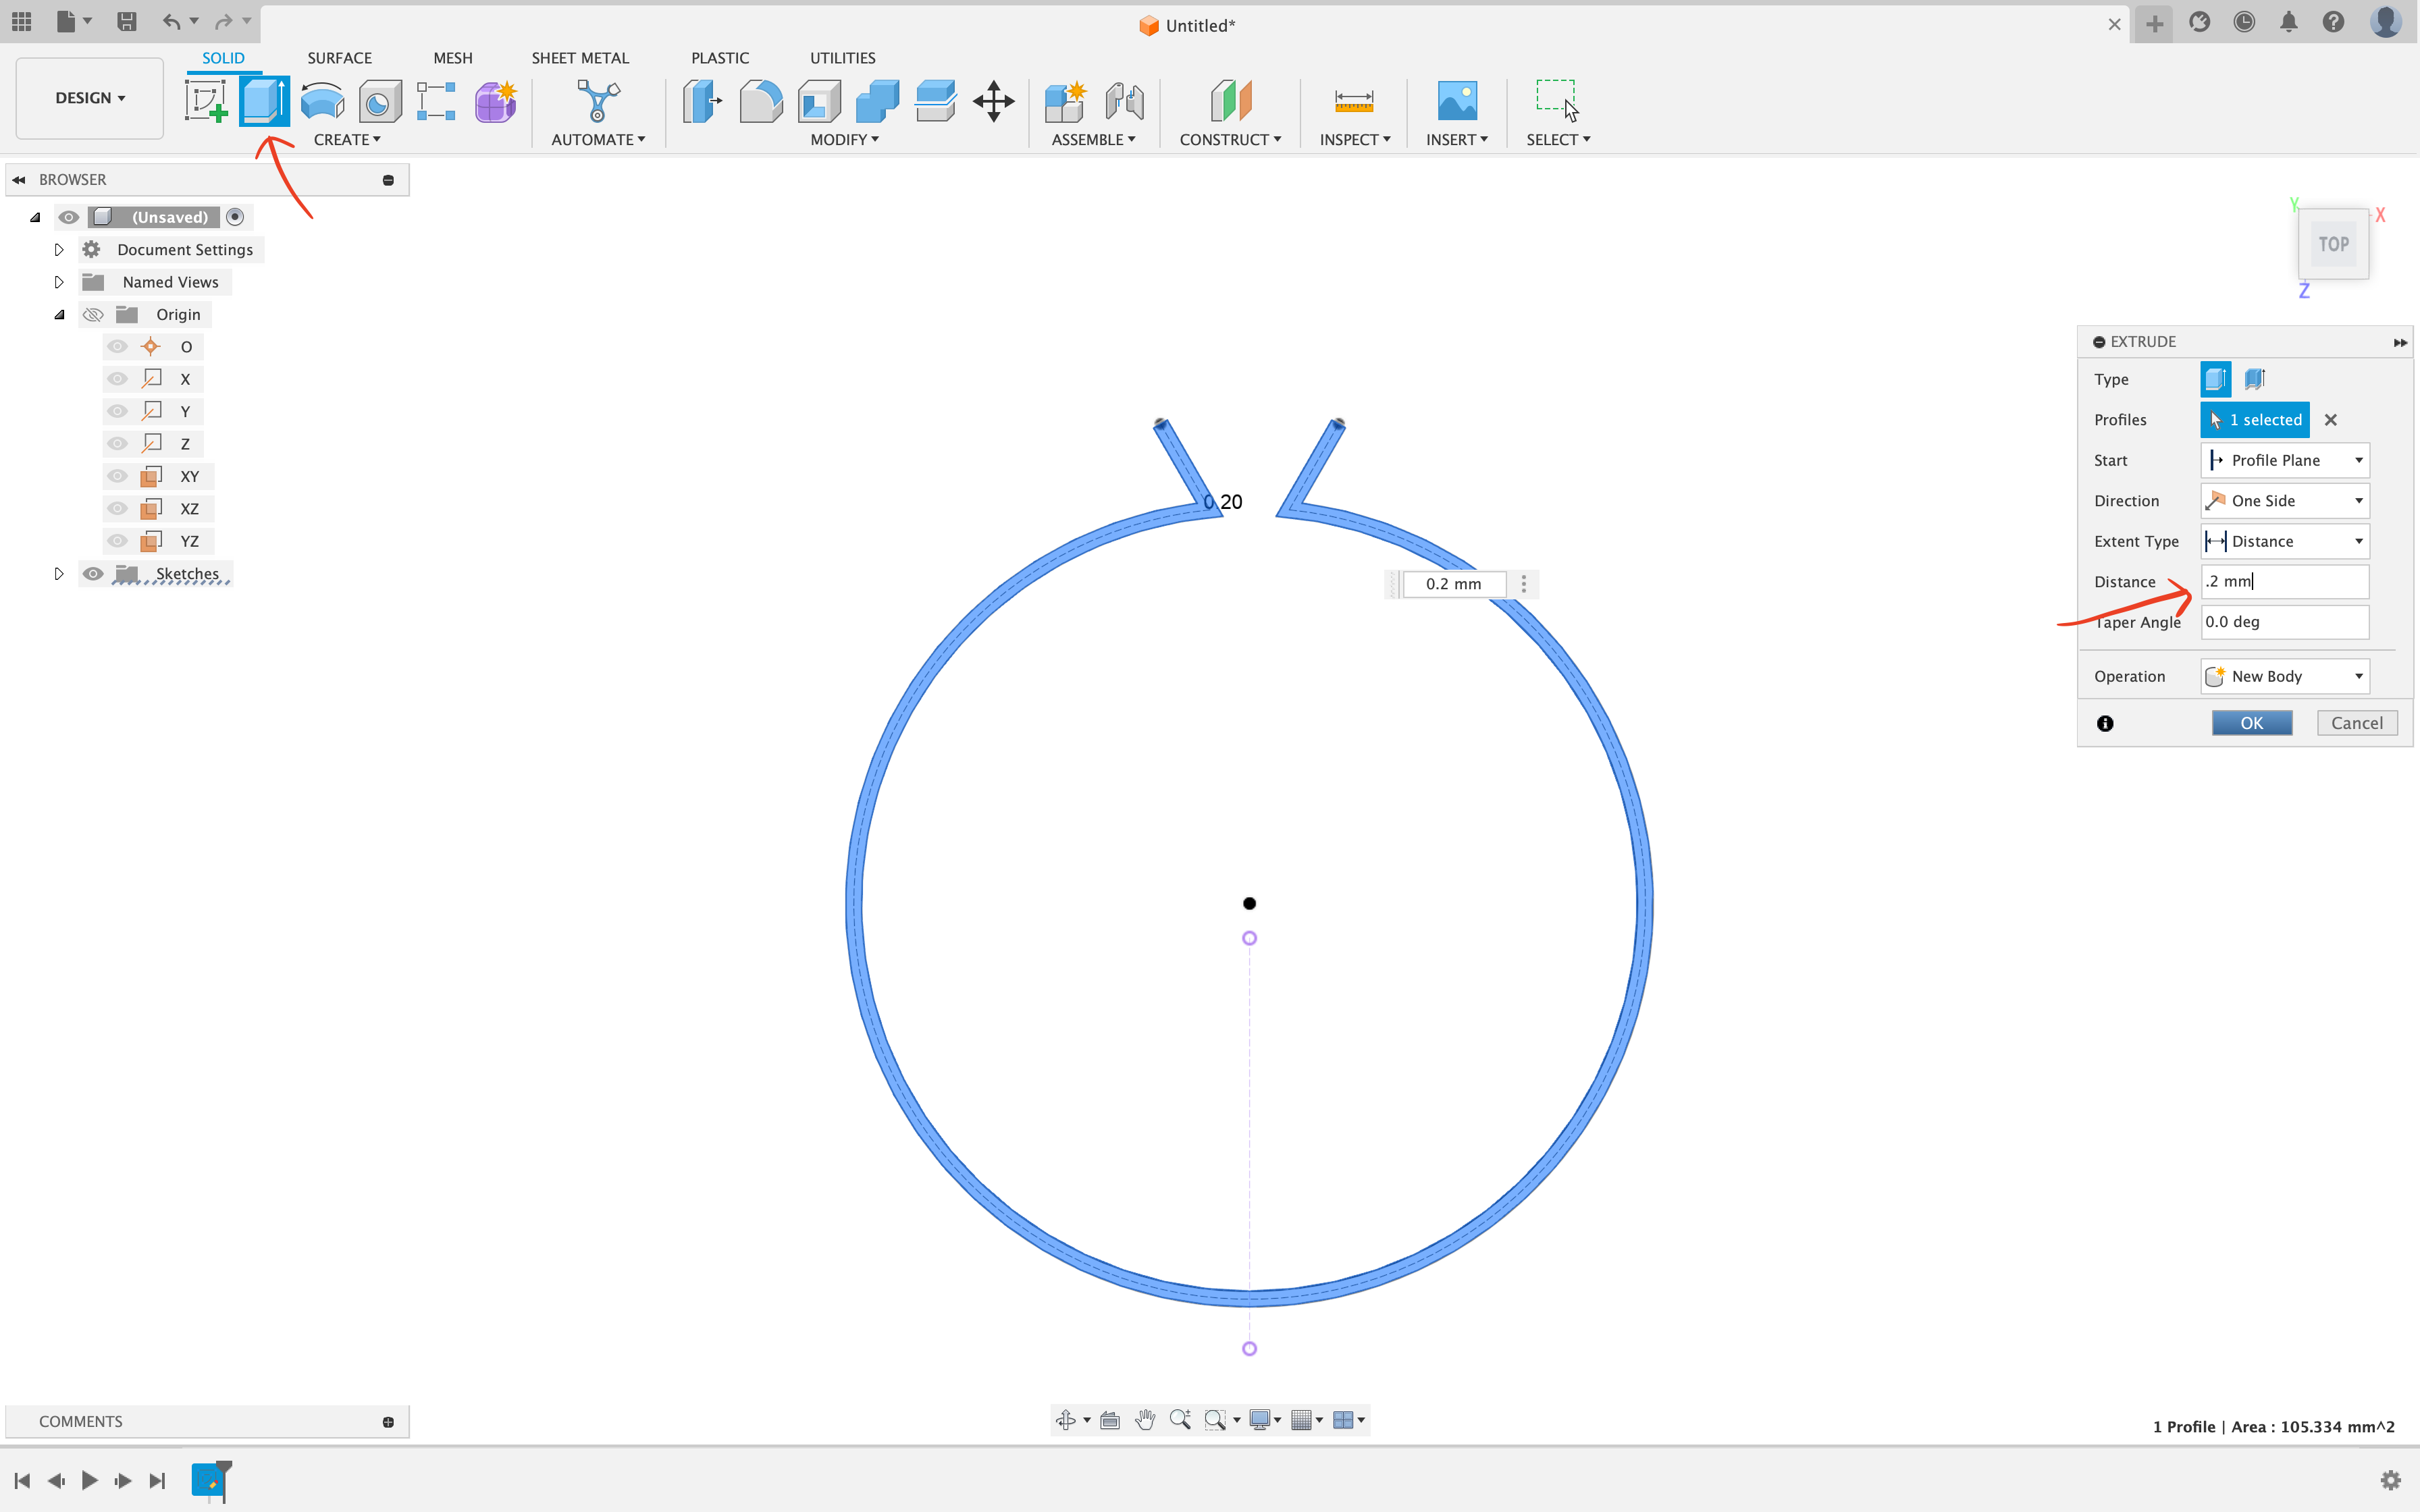 Untitled*
DESIGN
SOLID
SURFACE
MESH
SHEET METAL
PLASTIC
UTILITIES
CREATE
AUTOMATE
MODIFY
ASSEMBLE
CONSTRUCT
INSPECT
INSERT
SELECT
BROWSER
(Unsaved)
Document Settings
Named Views
Origin
O
X
Y
Z
XY
XZ
YZ
Sketches
Y
X
TOP
Z
EXTRUDE
Type
Profiles 1 selected
Start Profile Plane
Direction One Side
Extent Type Distance
Distance .2 mm
Taper Angle 0.0 deg
Operation New Body
OK Cancel
0.20
0.2 mm
COMMENTS
1 Profile | Area : 105.334 mm^2